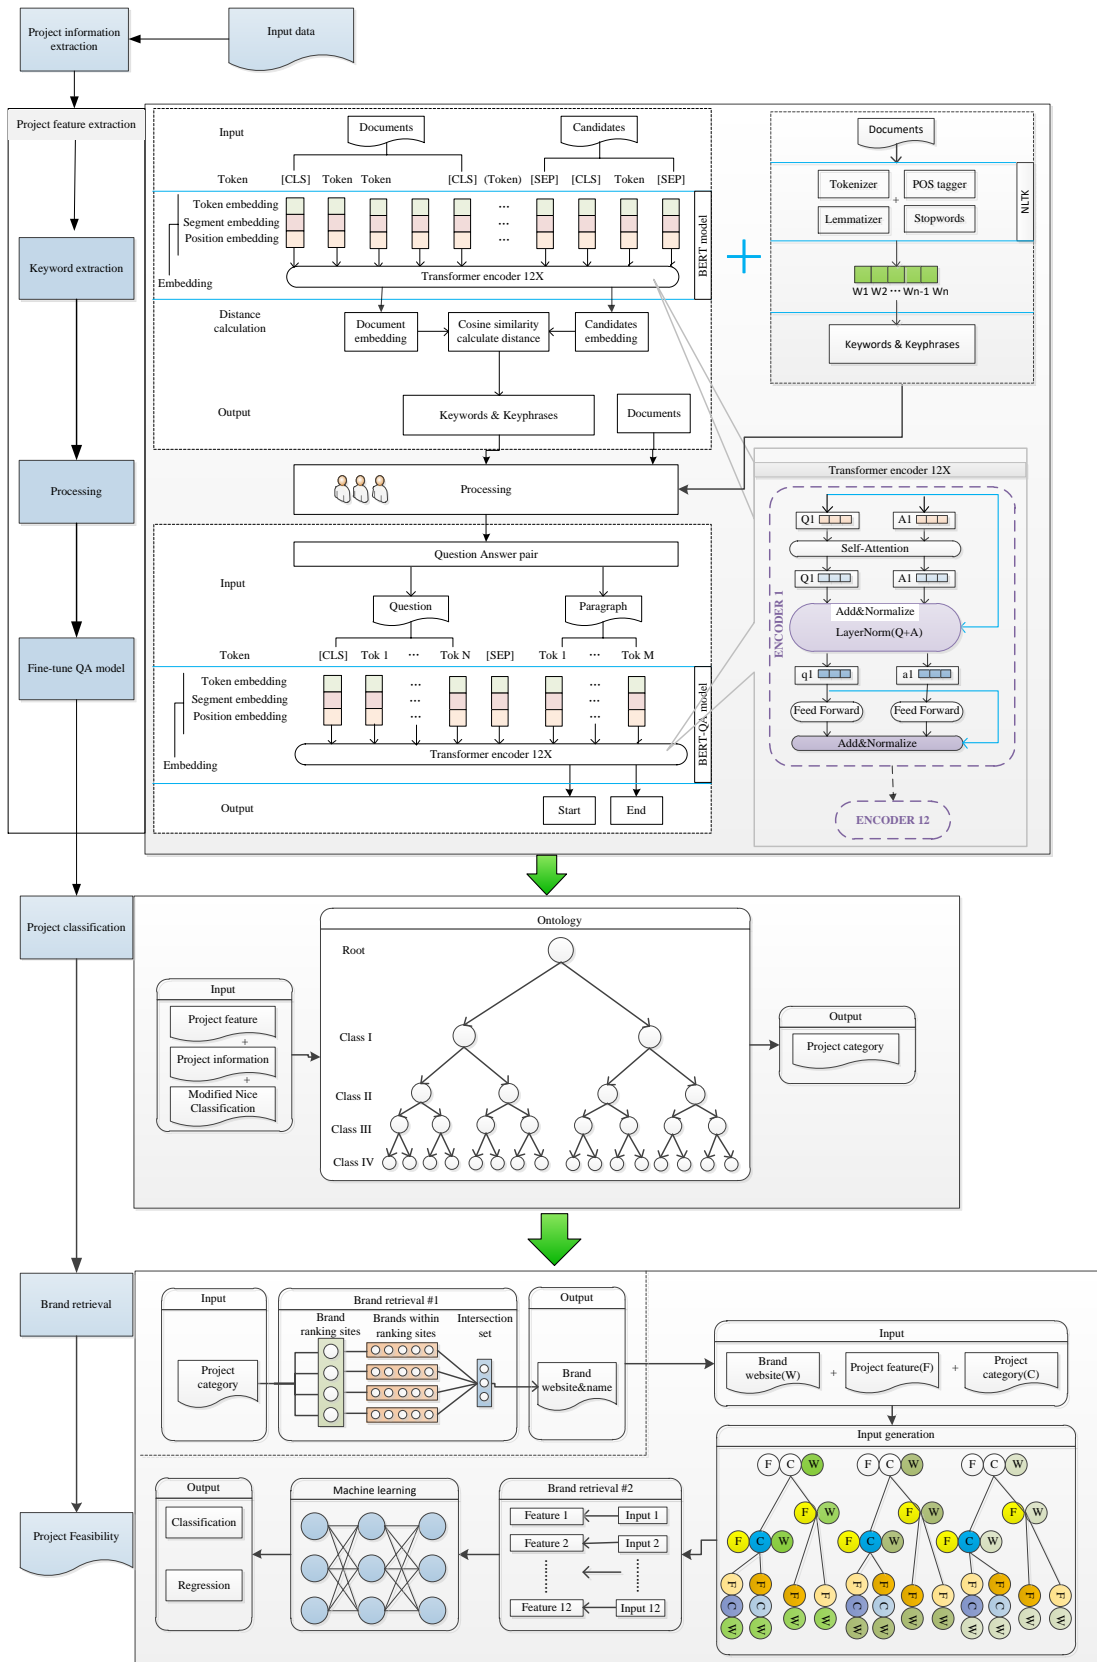 Project information
extraction
Input data
Project feature extraction
Keyword extraction
Processing
Fine-tune QA model
Input
Documents
Candidates
Token
[CLS]
Token
Token
[CLS]
(Token)
[SEP]
[CLS]
Token
[SEP]
Token embedding
Segment embedding
Position embedding
Embedding
...
...
...
BERT model
Transformer encoder 12X
Distance
calculation
Document
embedding
Cosine similarity
calculate distance
Candidates
embedding
Output
Keywords & Keyphrases
Documents
+
Documents
Tokenizer
POS tagger
+
Lemmatizer
Stopwords
NLTK
W1 W2 ... Wn-1 Wn
Keywords & Keyphrases
Processing
Input
Question Answer pair
Question
Paragraph
Token
[CLS]
Tok 1
...
Tok N
[SEP]
Tok 1
...
Tok M
Token embedding
Segment embedding
Position embedding
Embedding
...
...
...
...
...
...
BERT-QA model
Transformer encoder 12X
Output
Start
End
Transformer encoder 12X
ENCODER 1
Q1
A1
Self-Attention
Q1
A1
Add&Normalize
LayerNorm(Q+A)
q1
a1
Feed Forward
Feed Forward
Add&Normalize
ENCODER 12
Project classification
Input
Project feature
+
Project information
+
Modified Nice
Classification
Ontology
Root
Class I
Class II
Class III
Class IV
Output
Project category
Brand retrieval
Input
Project
category
Brand retrieval #1
Brand
ranking sites
Brands within
ranking sites
Intersection
set
Output
Brand
website&name
Input
Brand
website(W)
+
Project feature(F)
+
Project
category(C)
Input generation
F C W
F C W
F C W
F W
F W
F W
F C W
F C W
F C W
F F F F
F F F F
F F F F
C C
C C
C C
W W W W
W W W W
W W W W
Project Feasibility
Output
Classification
Regression
Machine learning
Brand retrieval #2
Feature 1
Input 1
Feature 2
Input 2
Feature 12
Input 12